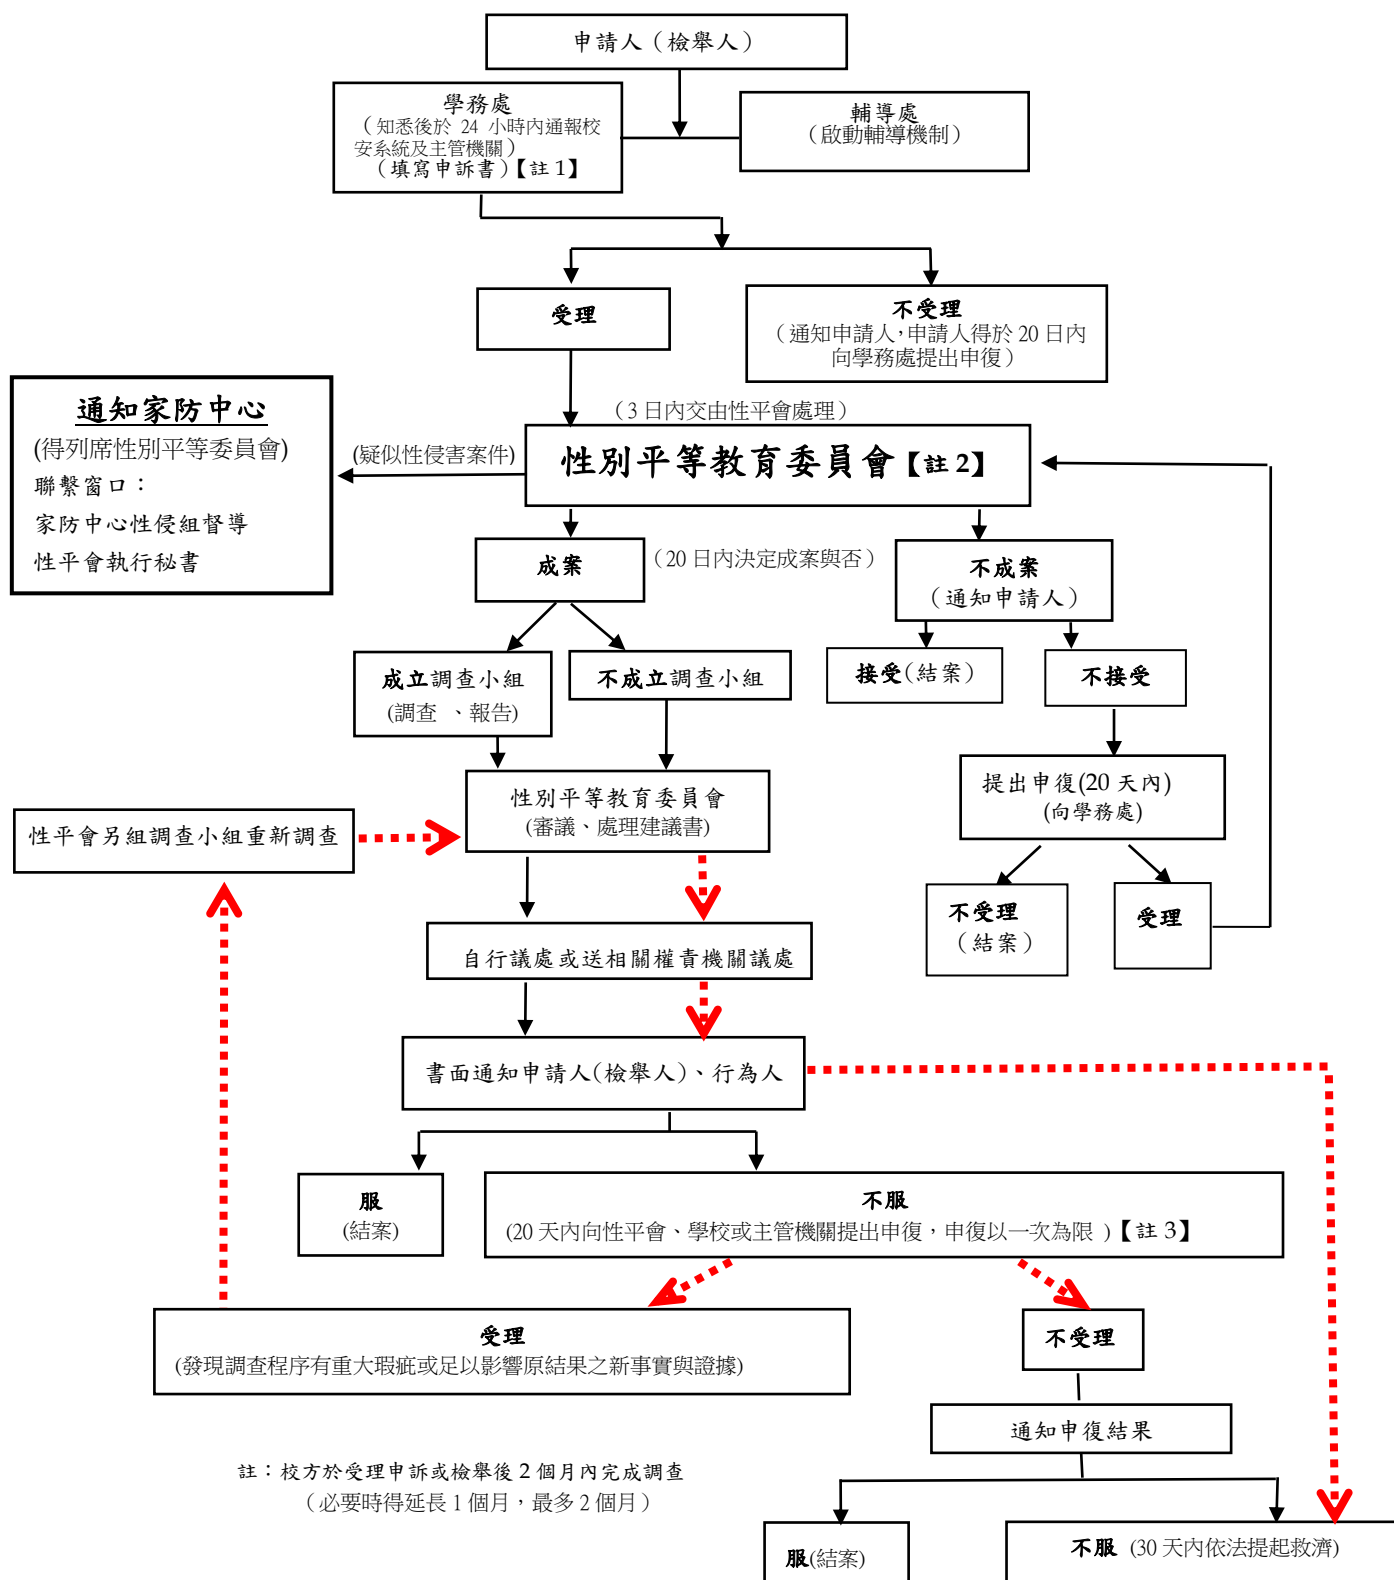 申請人（檢舉人）
學務處
（知悉後於 24 小時內通報校
安系統及主管機關）
（填寫申訴書）【註 1】
輔導處
（啟動輔導機制）
受理
不受理
（通知申請人，申請人得於 20 日內
向學務處提出申復）
通知家防中心
(得列席性別平等委員會)
聯繫窗口：
家防中心性侵組督導
性平會執行秘書
（3 日內交由性平會處理）
(疑似性侵害案件)
性別平等教育委員會【註 2】
成案
（20 日內決定成案與否）
不成案
（通知申請人）
成立調查小組
(調查 、報告)
不成立調查小組
接受(結案)
不接受
性別平等教育委員會
(審議、處理建議書)
提出申復(20 天內)
(向學務處)
性平會另組調查小組重新調查
不受理
（結案）
受理
自行議處或送相關權責機關議處
書面通知申請人(檢舉人)、行為人
服
(結案)
不服
(20 天內向性平會、學校或主管機關提出申復，申復以一次為限 )【註 3】
受理
(發現調查程序有重大瑕疵或足以影響原結果之新事實與證據)
不受理
通知申復結果
註：校方於受理申訴或檢舉後 2 個月內完成調查
（必要時得延長 1 個月，最多 2 個月）
服(結案)
不服 (30 天內依法提起救濟)